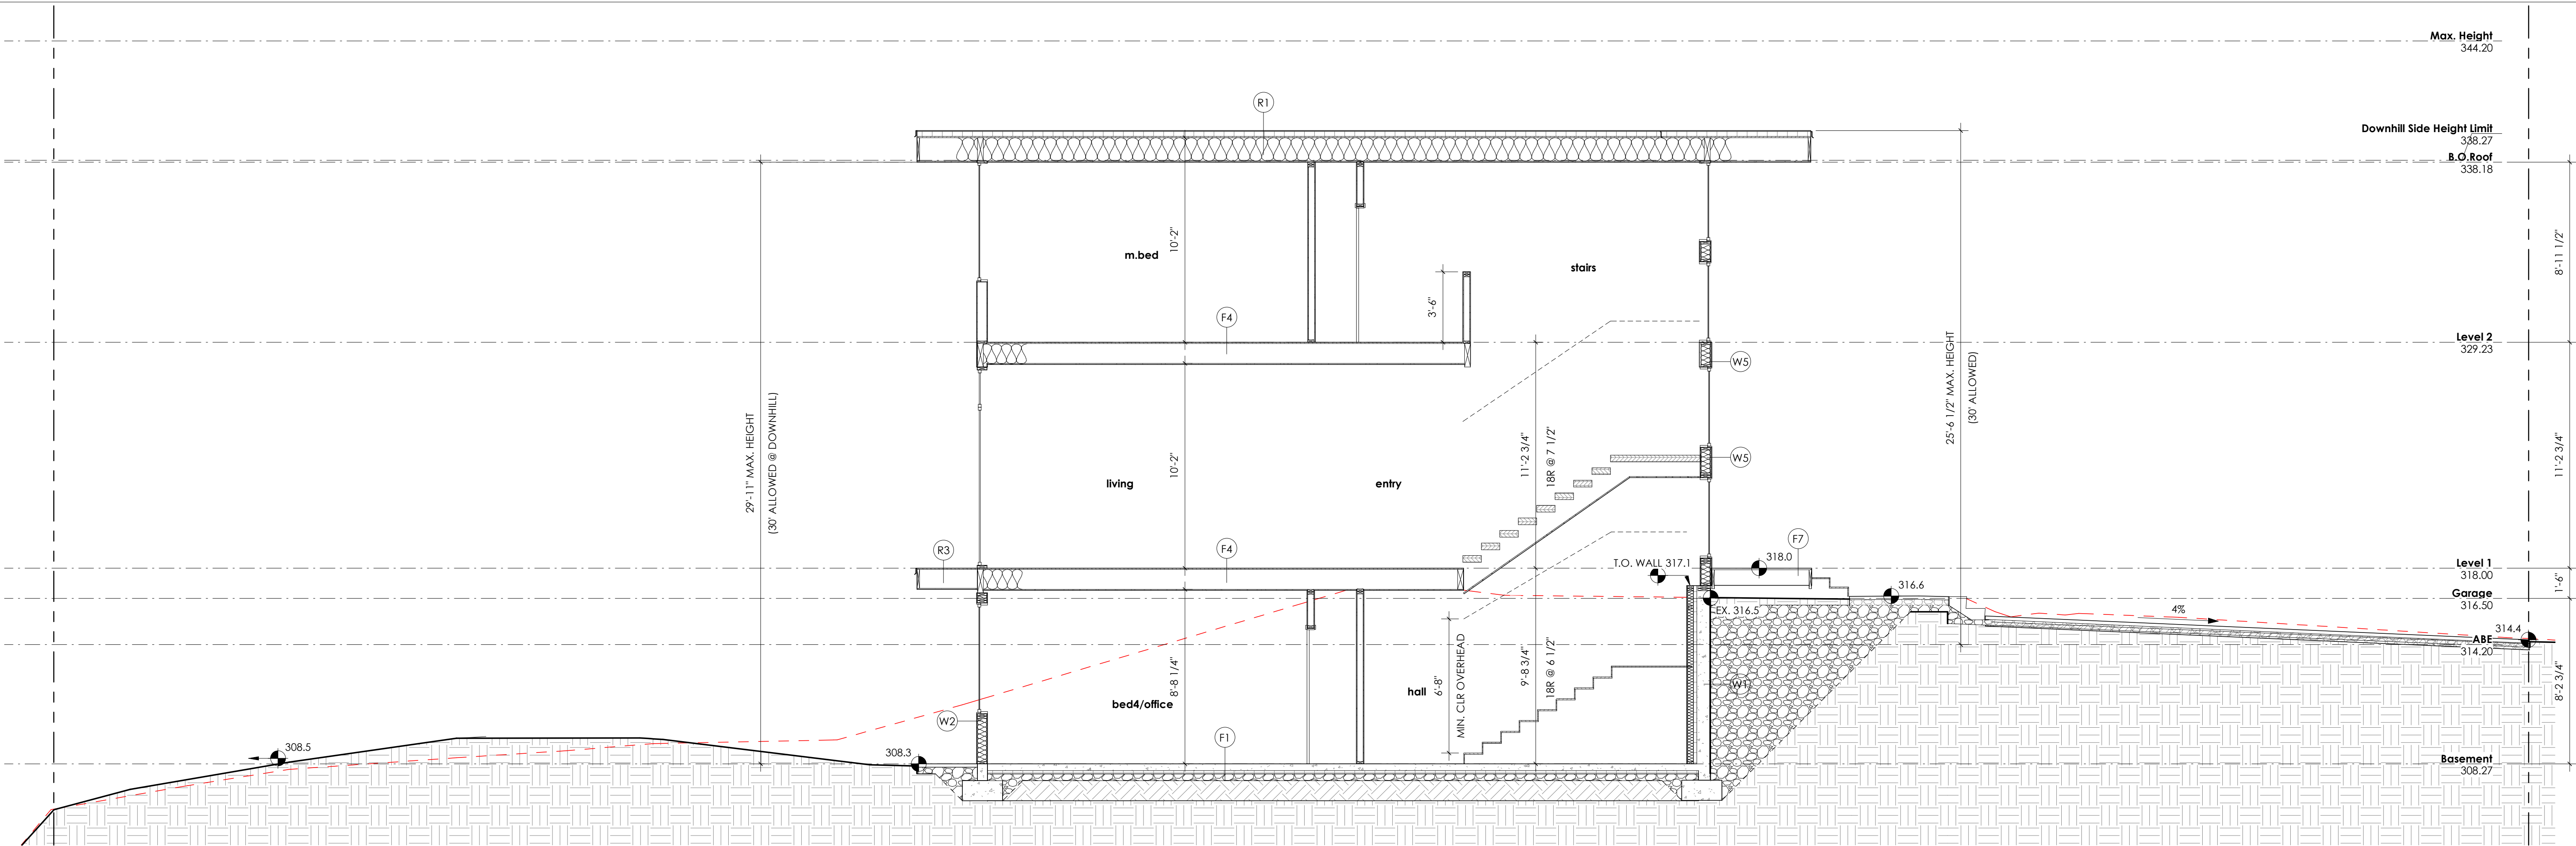 Max. Height
344.20
R1
Downhill Side Height Limit
338.27
B.O.Roof
338.18
10'-2"
m.bed
stairs
8'-11 1/2"
3'-6"
F4
Level 2
329.23
W5
29'-11" MAX. HEIGHT
(30' ALLOWED @ DOWNHILL)
25'-6 1/2" MAX. HEIGHT
(30' ALLOWED)
10'-2"
living
entry
11'-2 3/4"
18R @ 7 1/2"
W5
11'-2 3/4"
R3
F4
F7
T.O. WALL 317.1
318.0
Level 1
318.00
1'-6"
316.6
Garage
316.50
EX. 316.5
4%
314.4
ABE
314.20
8'-8 1/4"
bed4/office
hall
6'-8"
MIN. CLR OVERHEAD
9'-8 3/4"
18R @ 6 1/2"
W1
8'-2 3/4"
W2
F1
308.5
308.3
Basement
308.27